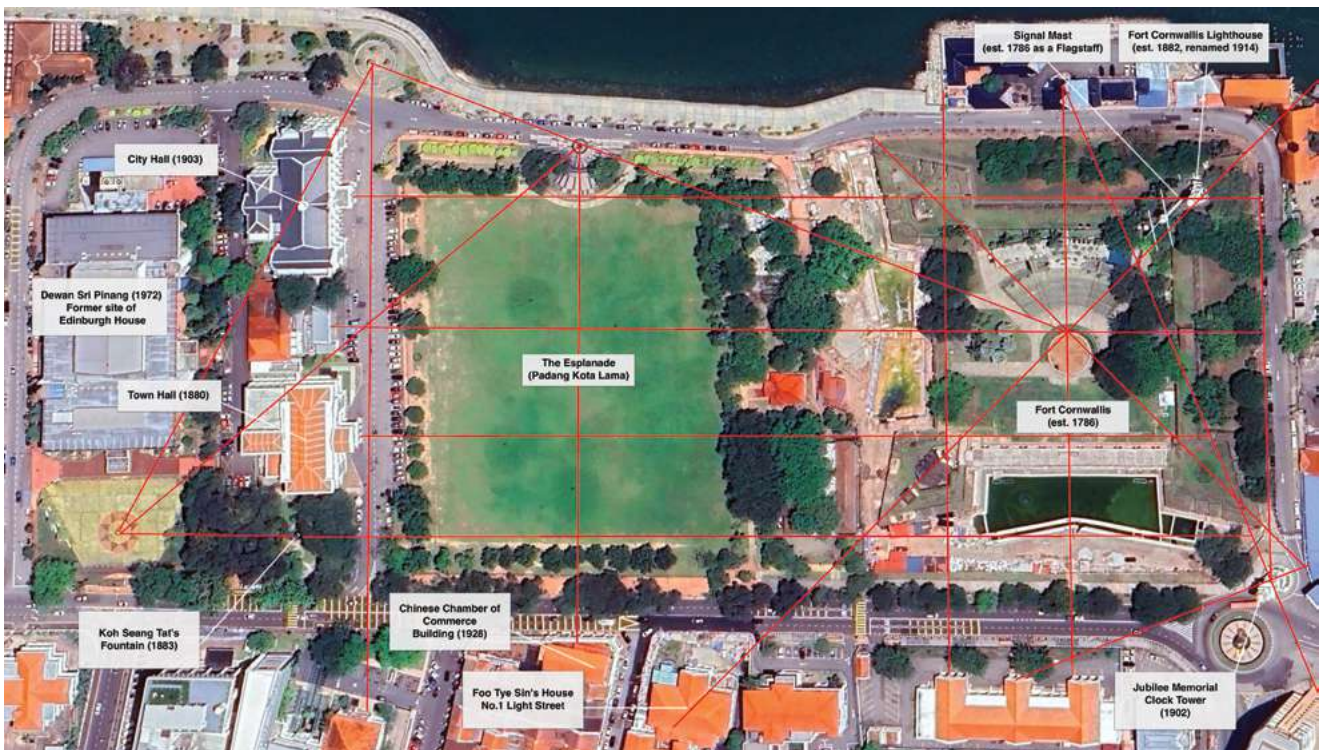 Signal Mast
(est. 1786 as a Flagstaff)
Fort Cornwallis Lighthouse
(est. 1882, renamed 1914)
City Hall (1903)
Dewan Sri Pinang (1972)
Former site of
Edinburgh House
The Esplanade
(Padang Kota Lama)
Town Hall (1880)
Fort Cornwallis
(est. 1786)
Koh Seang Tat's
Fountain (1883)
Chinese Chamber of
Commerce
Building (1928)
Foo Tye Sin's House
No.1 Light Street
Jubilee Memorial
Clock Tower
(1902)